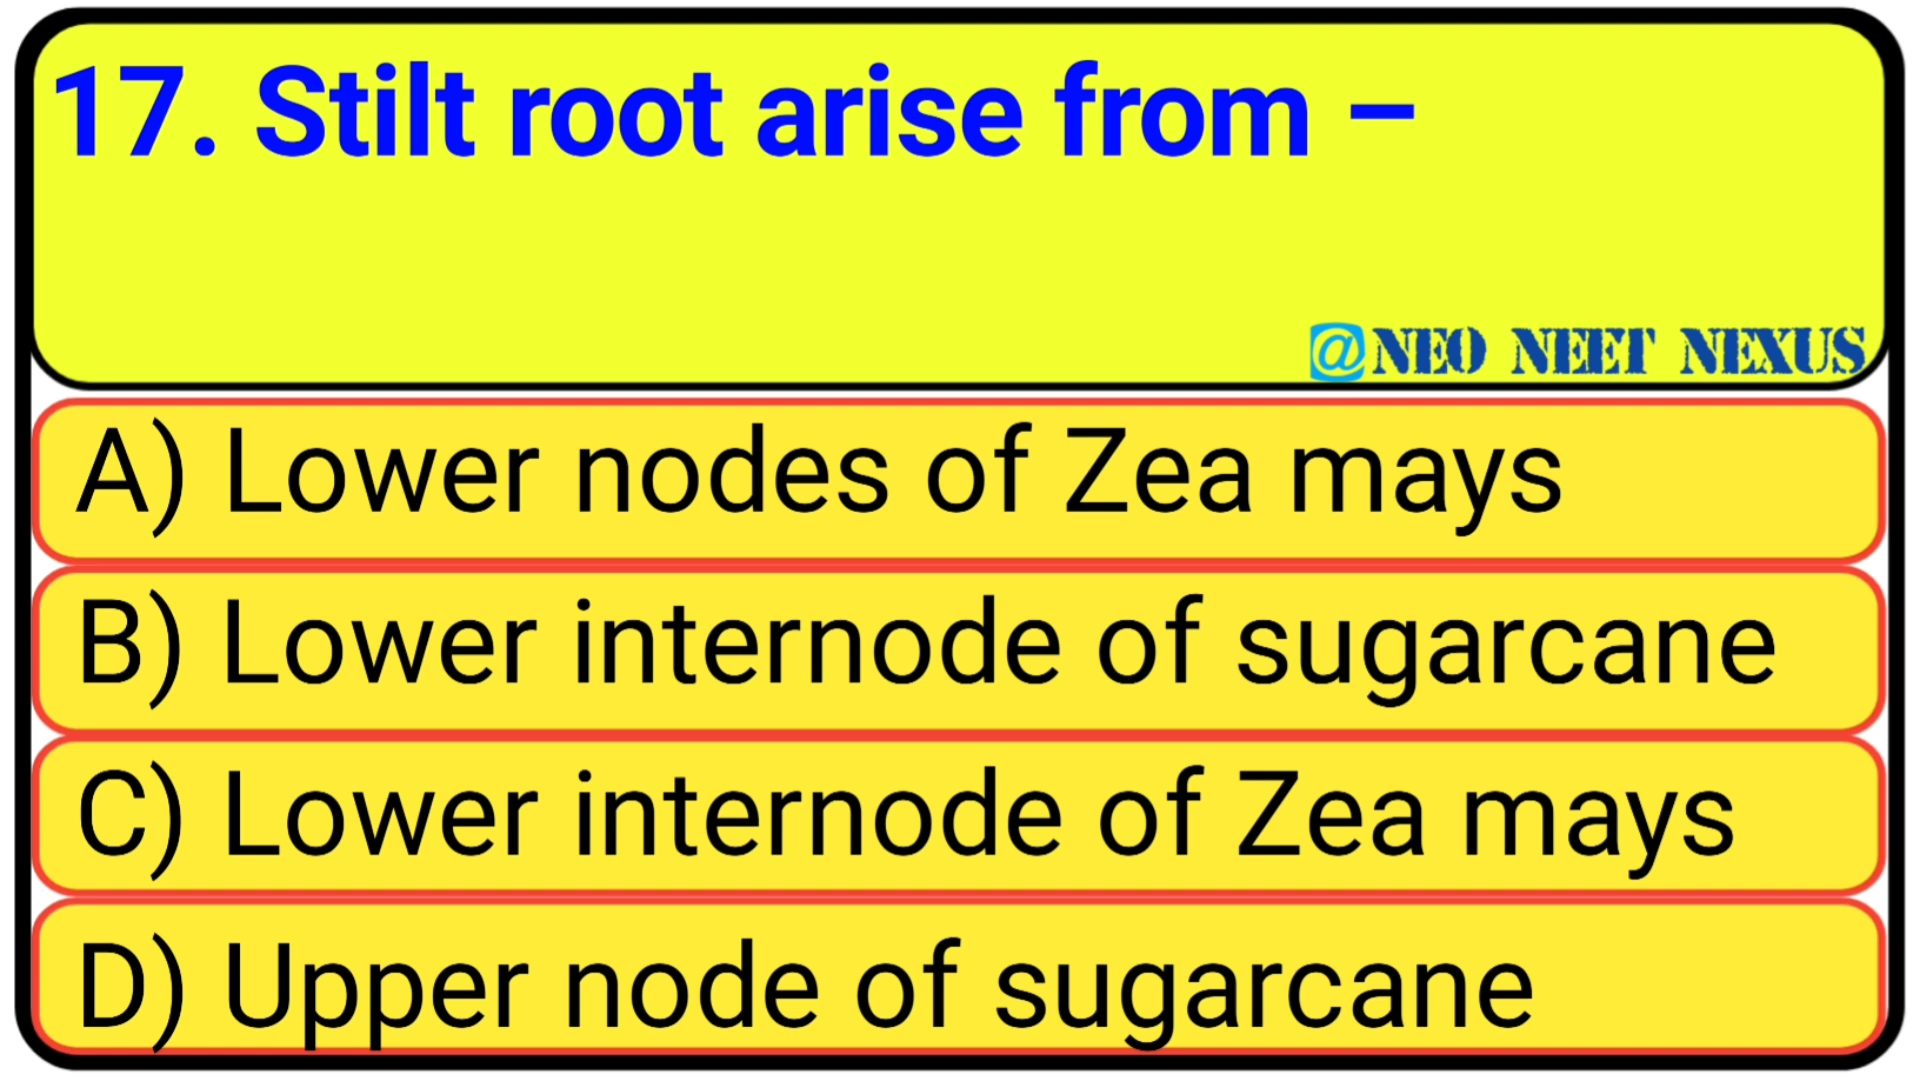 17. Stilt root arise from –
@NEO NEET NEXUS
A) Lower nodes of Zea mays
B) Lower internode of sugarcane
C) Lower internode of Zea mays
D) Upper node of sugarcane